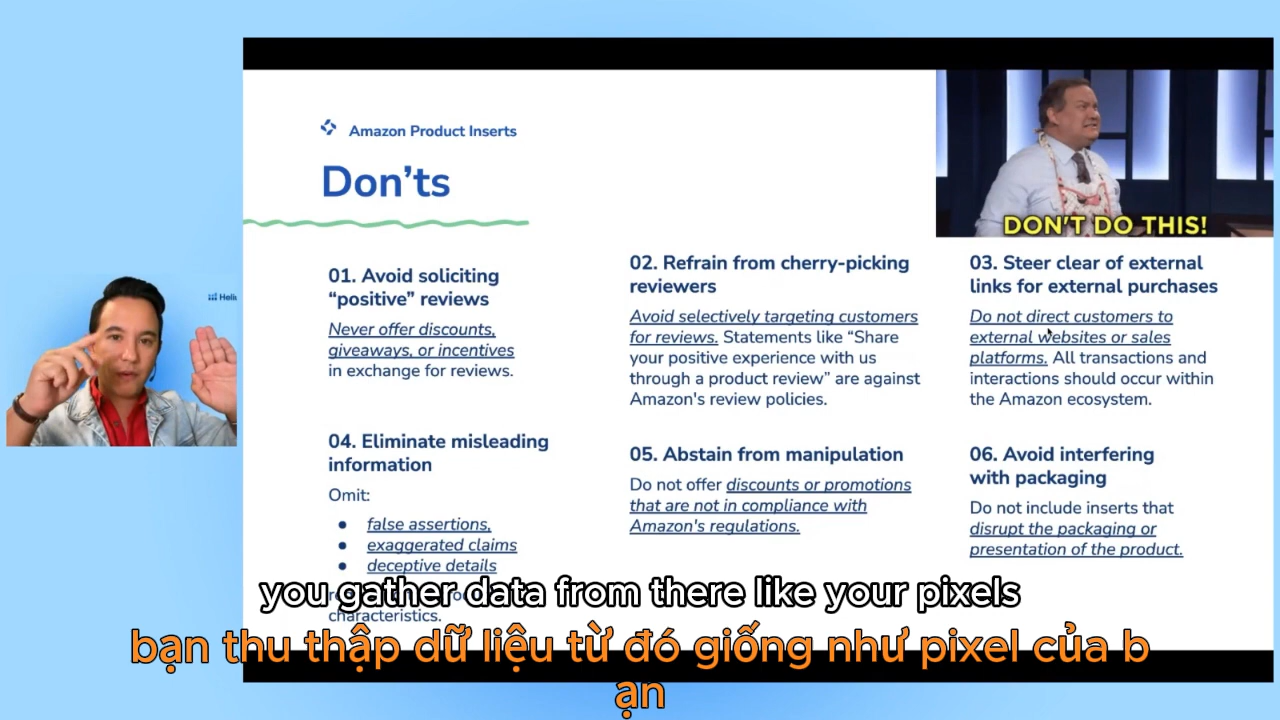 Amazon Product Inserts
Don'ts
DON'T DO THIS!
01. Avoid soliciting
“positive” reviews
Never offer discounts,
giveaways, or incentives
in exchange for reviews.
02. Refrain from cherry-picking
reviewers
Avoid selectively targeting customers
for reviews. Statements like “Share
your positive experience with us
through a product review” are against
Amazon's review policies.
03. Steer clear of external
links for external purchases
Do not direct customers to
external websites or sales
platforms. All transactions and
interactions should occur within
the Amazon ecosystem.
04. Eliminate misleading
information
Omit:
● false assertions,
● exaggerated claims
● deceptive details
characteristics.
05. Abstain from manipulation
Do not offer discounts or promotions
that are not in compliance with
Amazon's regulations.
06. Avoid interfering
with packaging
Do not include inserts that
disrupt the packaging or
presentation of the product.
you gather data from there like your pixels
bạn thu thập dữ liệu từ đó giống như pixel của b
ạn